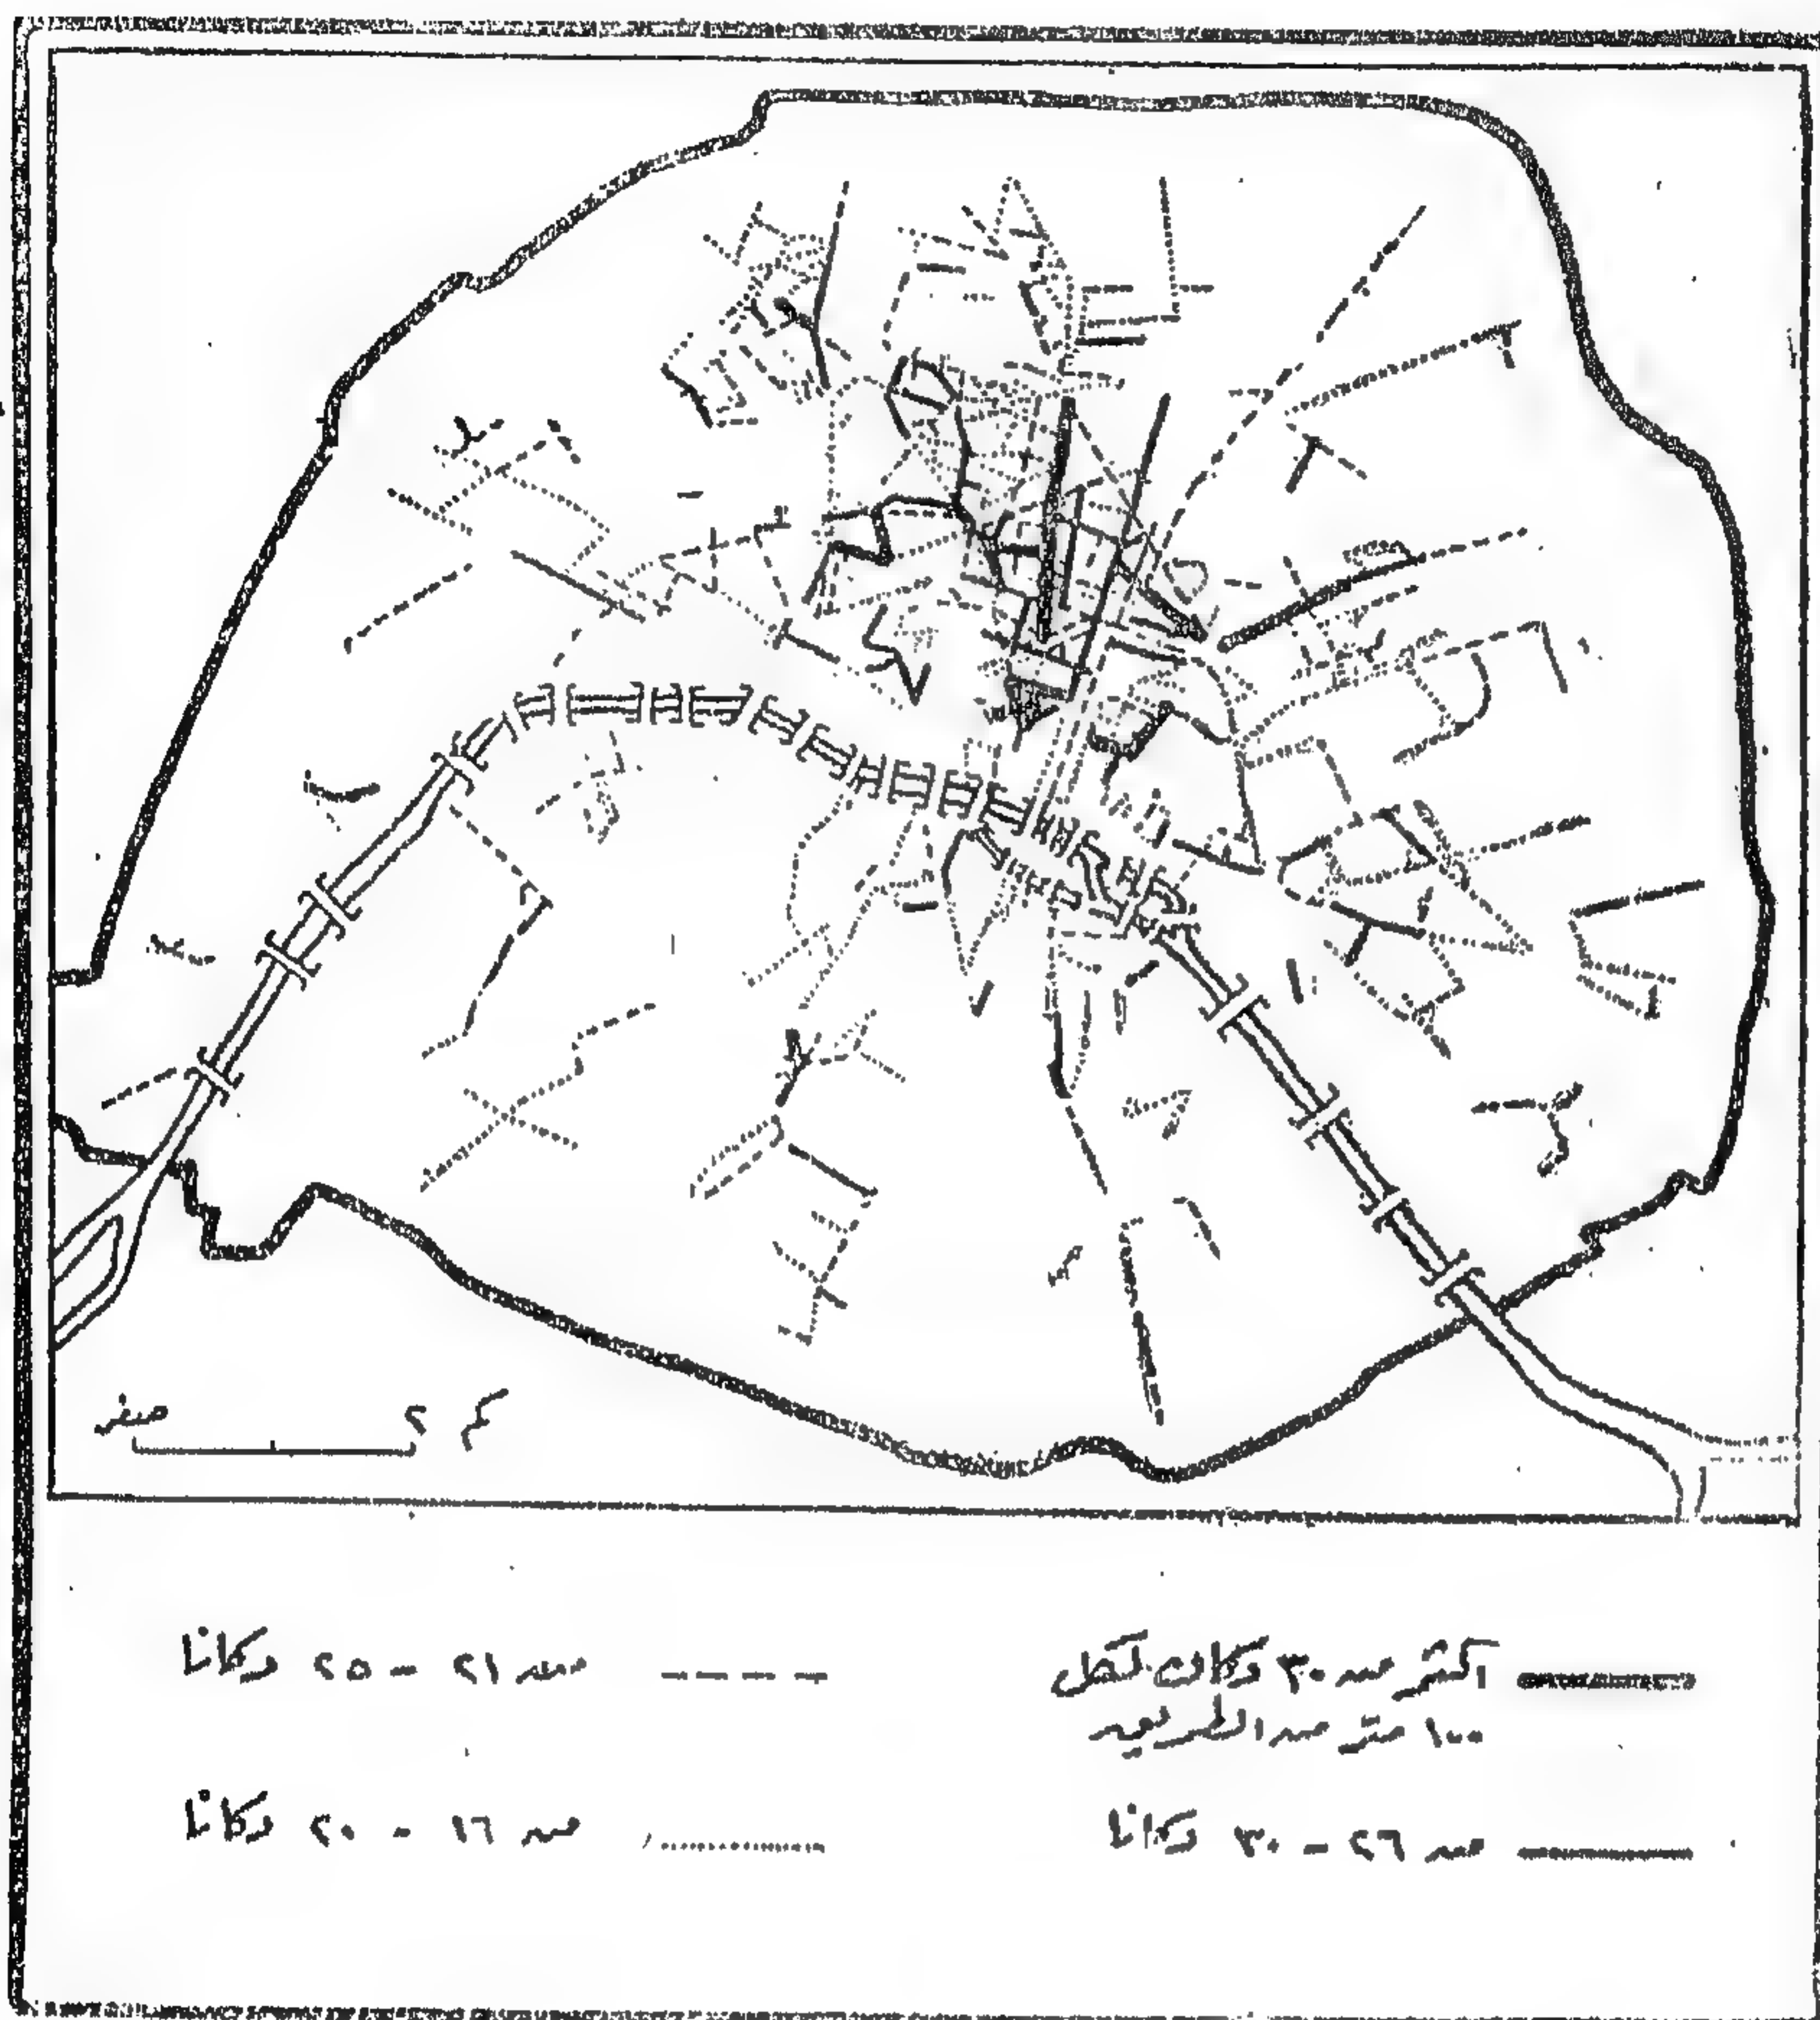 صفر ٢ كم
أكثر من ٣٠ دكان لكل
١٠٠ متر من الطريق
من ٢١ - ٢٥ دكانا
من ٢٦ - ٣٠ دكانا
من ١٦ - ٢٠ دكانا